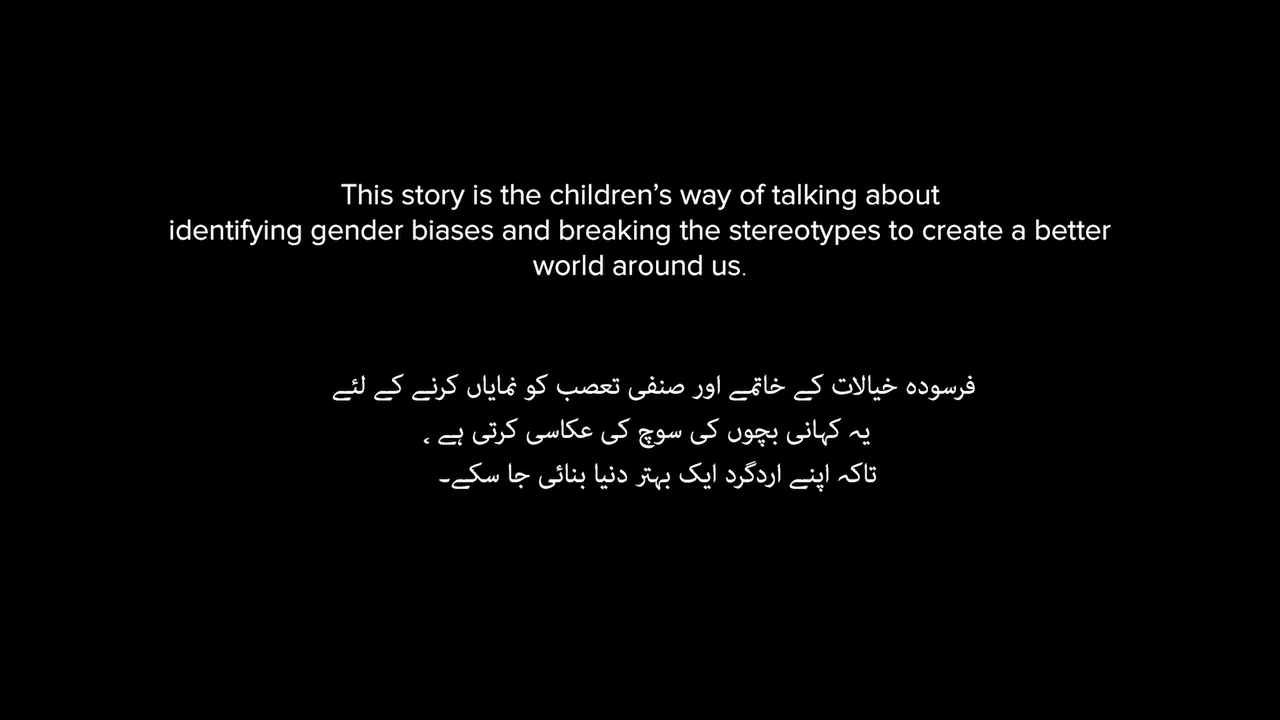 This story is the children’s way of talking about
identifying gender biases and breaking the stereotypes to create a better
world around us.
فرسودہ خیالات کے خاتمے اور صنفی تعصب کو نمایاں کرنے کے لئے
یہ کہانی بچوں کی سوچ کی عکاسی کرتی ہے ،
تاکہ اپنے اردگرد ایک بہتر دنیا بنائی جا سکے۔